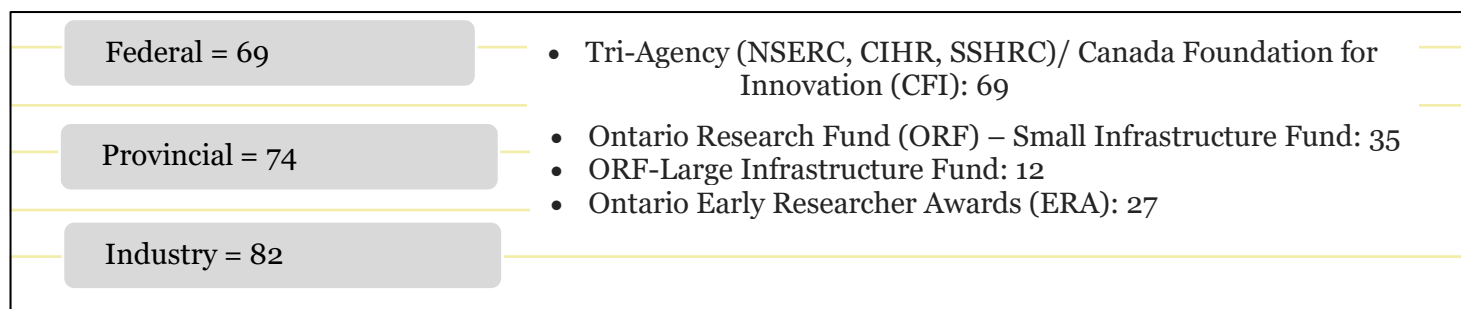 Federal = 69
• Tri-Agency (NSERC, CIHR, SSHRC)/ Canada Foundation for
Innovation (CFI): 69
Provincial = 74
• Ontario Research Fund (ORF) – Small Infrastructure Fund: 35
• ORF-Large Infrastructure Fund: 12
• Ontario Early Researcher Awards (ERA): 27
Industry = 82